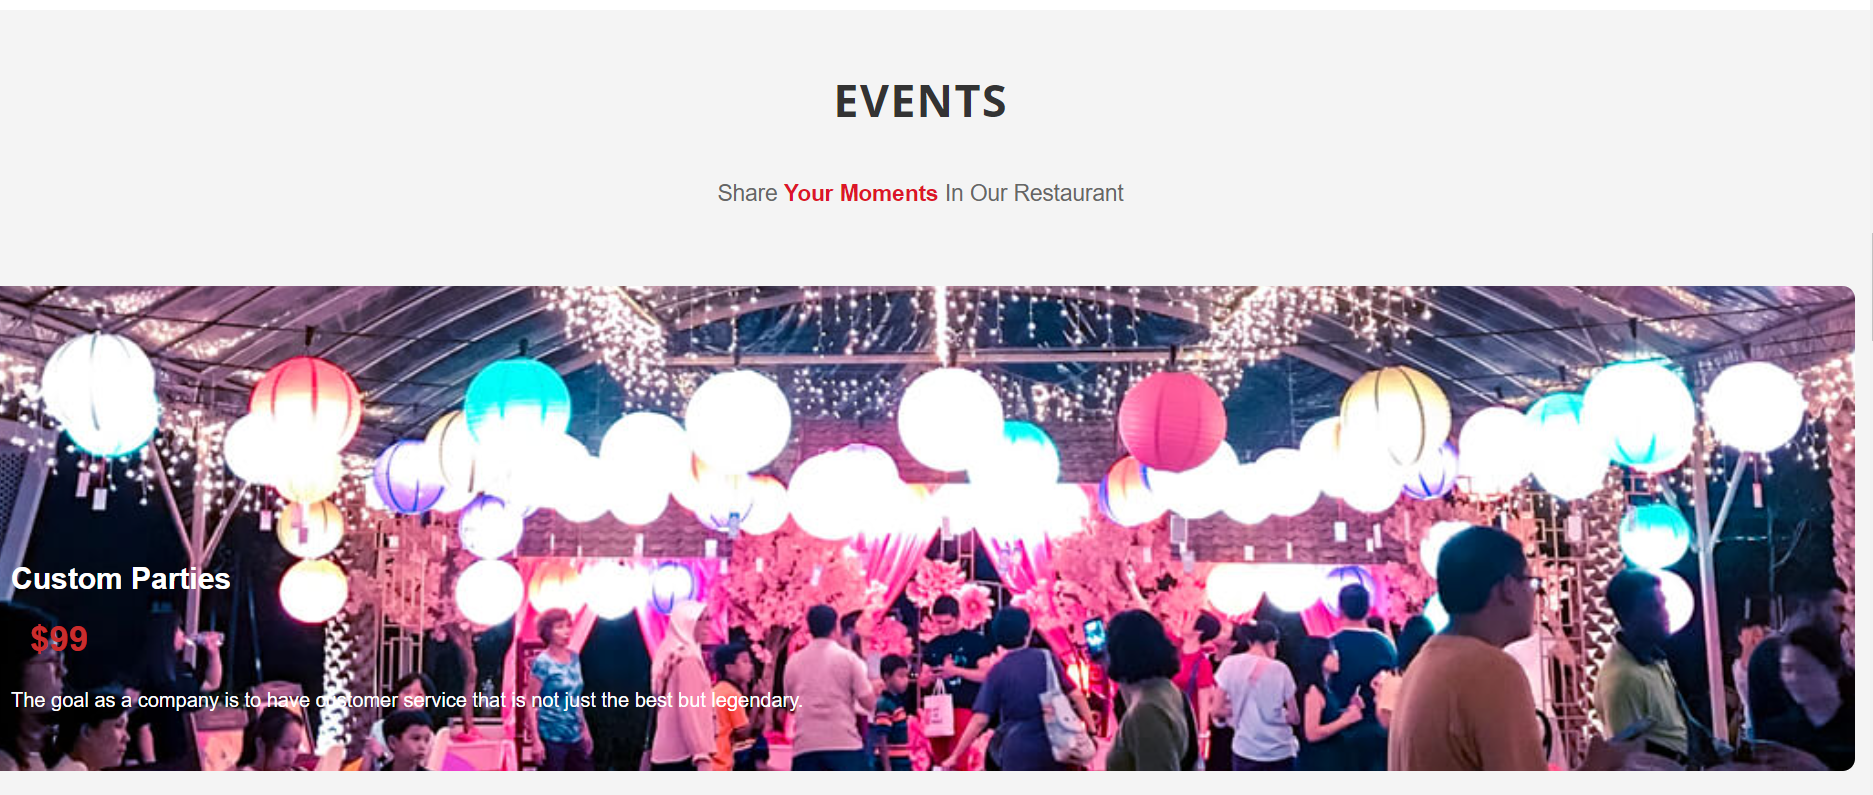 EVENTS
Share Your Moments In Our Restaurant
Custom Parties
$99
The goal as a company is to have customer service that is not just the best but legendary.